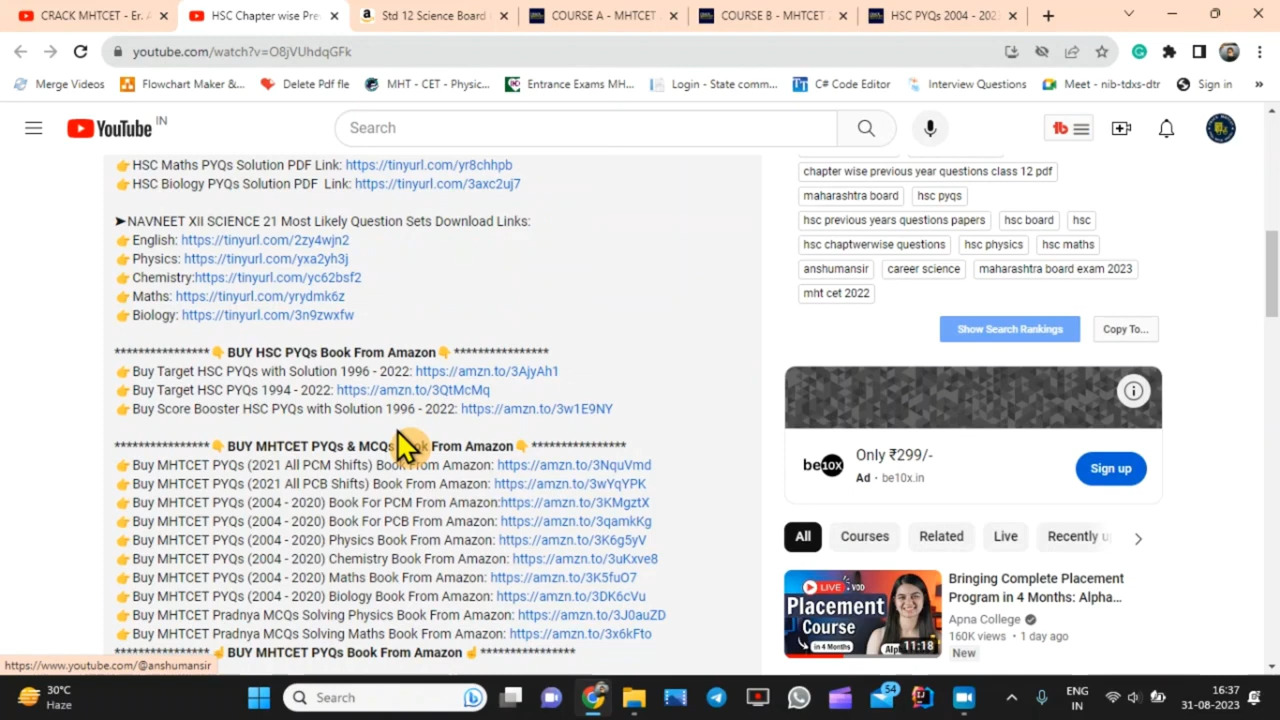 CRACK MHTCET - Er. A
HSC Chapter wise Pre
Std 12 Science Board
COURSE A - MHTCET
COURSE B - MHTCET
HSC PYQs 2004 - 202
youtube.com/watch?v=O8jVUhdqGFk
Merge Videos
Flowchart Maker &...
Delete Pdf fle
MHT - CET - Physic...
Entrance Exams MH...
Login - State comm...
C# Code Editor
Interview Questions
Meet - nib-tdxs-dtr
Sign in
YouTube IN
Search
HSC Maths PYQs Solution PDF Link: https://tinyurl.com/yr8chhpb
HSC Biology PYQs Solution PDF Link: https://tinyurl.com/3axc2uj7
➤NAVNEET XII SCIENCE 21 Most Likely Question Sets Download Links:
English: https://tinyurl.com/2zy4wjn2
Physics: https://tinyurl.com/yxa2yh3j
Chemistry:https://tinyurl.com/yc62bsf2
Maths: https://tinyurl.com/yrydmk6z
Biology: https://tinyurl.com/3n9zwxfw
****************👇 BUY HSC PYQs Book From Amazon👇 ****************
Buy Target HSC PYQs with Solution 1996 - 2022: https://amzn.to/3AjyAh1
Buy Target HSC PYQs 1994 - 2022: https://amzn.to/3QtMcMq
Buy Score Booster HSC PYQs with Solution 1996 - 2022: https://amzn.to/3w1E9NY
****************👇 BUY MHTCET PYQs & MCQs Book From Amazon👇 ****************
Buy MHTCET PYQs (2021 All PCM Shifts) Book From Amazon: https://amzn.to/3NquVmd
Buy MHTCET PYQs (2021 All PCB Shifts) Book From Amazon: https://amzn.to/3wYqYPK
Buy MHTCET PYQs (2004 - 2020) Book For PCM From Amazon:https://amzn.to/3KMgztX
Buy MHTCET PYQs (2004 - 2020) Book For PCB From Amazon: https://amzn.to/3qamkKg
Buy MHTCET PYQs (2004 - 2020) Physics Book From Amazon: https://amzn.to/3K6g5yV
Buy MHTCET PYQs (2004 - 2020) Chemistry Book From Amazon: https://amzn.to/3uKxve8
Buy MHTCET PYQs (2004 - 2020) Maths Book From Amazon: https://amzn.to/3K5fuO7
Buy MHTCET PYQs (2004 - 2020) Biology Book From Amazon: https://amzn.to/3DK6cVu
Buy MHTCET Pradnya MCQs Solving Physics Book From Amazon: https://amzn.to/3J0auZD
Buy MHTCET Pradnya MCQs Solving Maths Book From Amazon: https://amzn.to/3x6kFto
BUY MHTCET PYQs Book From Amazon ☝ ****************
https://www.youtube.com/@anshumansir
chapter wise previous year questions class 12 pdf
maharashtra board
hsc pyqs
hsc previous years questions papers
hsc board
hsc
hsc chaptwerwise questions
hsc physics
hsc maths
anshumansir
career science
maharashtra board exam 2023
mht cet 2022
Show Search Rankings
Copy To...
be10X
Only ₹299/-
Ad · be10x.in
Sign up
All
Courses
Related
Live
Recently u
LIVE VOD
Placement
Course
in 4 Months
11:18
Bringing Complete Placement
Program in 4 Months: Alpha...
Apna College
160K views • 1 day ago
New
30°C
Haze
Search
54
ENG
IN
16:37
31-08-2023